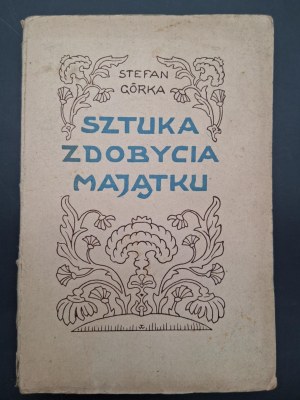 STEFAN
GÓRKA
SZTUKA
ZDOBYCIA
MAJĄTKU